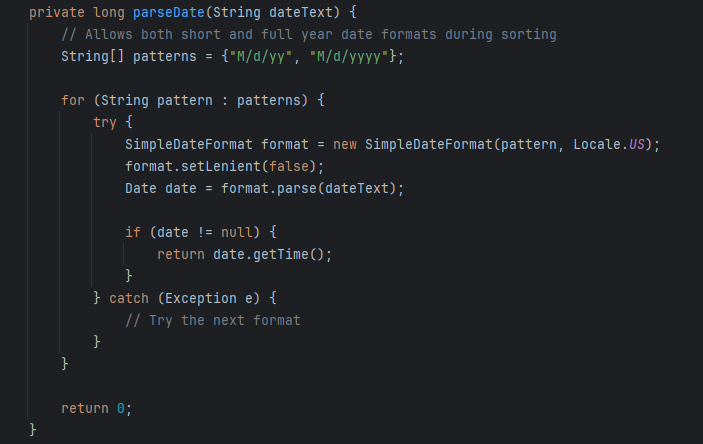 private long parseDate(String dateText) {
    // Allows both short and full year date formats during sorting
    String[] patterns = {"M/d/yy", "M/d/yyyy"};

    for (String pattern : patterns) {
        try {
            SimpleDateFormat format = new SimpleDateFormat(pattern, Locale.US);
            format.setLenient(false);
            Date date = format.parse(dateText);

            if (date != null) {
                return date.getTime();
            }
        } catch (Exception e) {
            // Try the next format
        }
    }

    return 0;
}